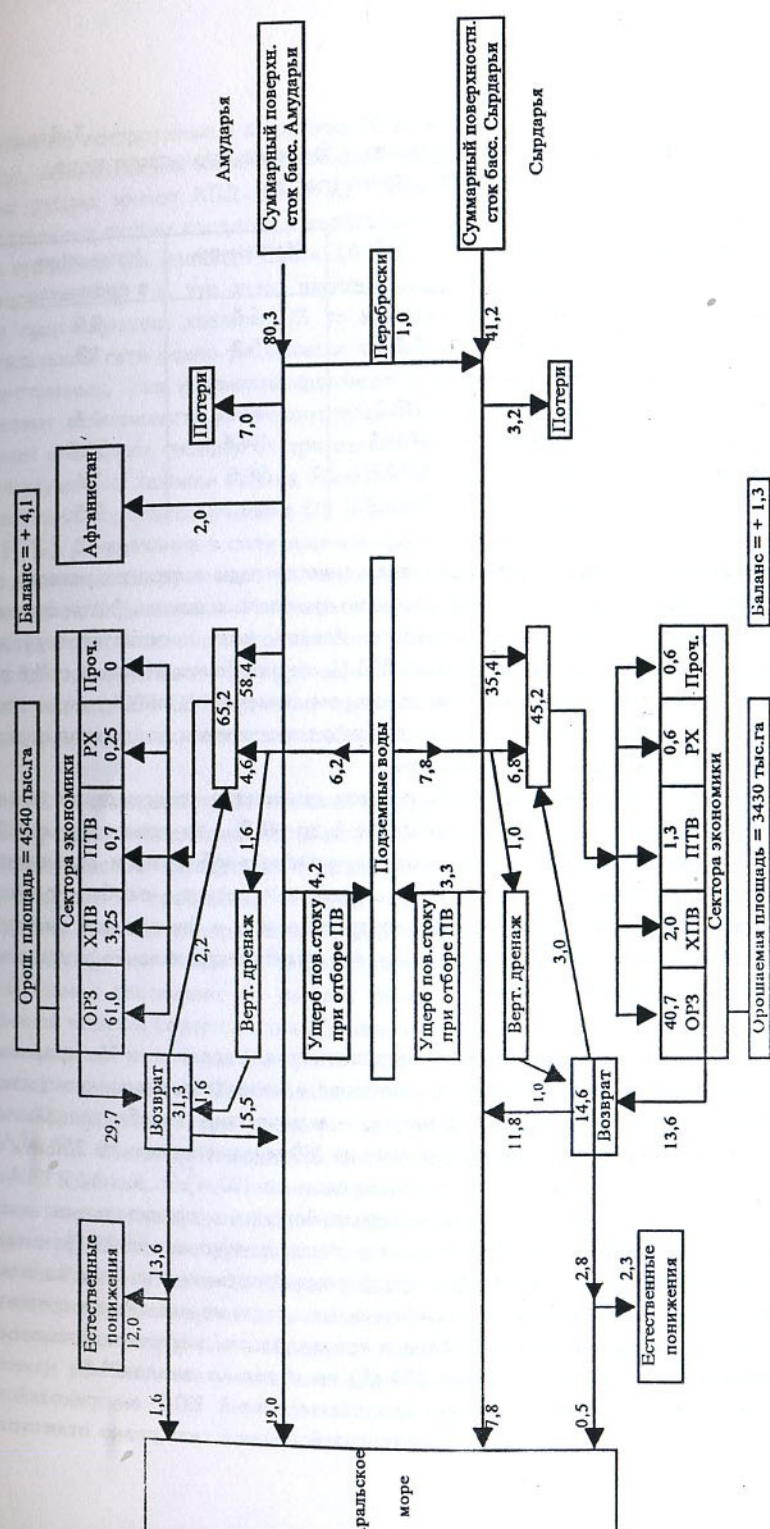 Амударья
Суммарный поверхн.
сток басс. Амударьи
80,3
Потери
7,0
Афганистан
2,0
Переброски
1,0
Суммарный поверхностн.
сток басс. Сырдарьи
Сырдарья
41,2
3,2
Потери
Баланс = + 4,1
Орош. площадь = 4540 тыс.га
Сектора экономики
ОРЗ
ХПВ
ПТВ
РХ
Проч.
61,0
3,25
0,7
0,25
0
65,2
58,4
4,6
2,2
1,6
6,2
Верт. дренаж
Ущерб пов.стоку
при отборе ПВ
4,2
Подземные воды
7,8
Ущерб пов.стоку
при отборе ПВ
3,3
35,4
6,8
45,2
1,0
Верт. дренаж
3,0
29,7
Возврат
31,3
1,6
15,5
Естественные
понижения
12,0
13,6
1,6
19,0
11,8
1,0
14,6
Возврат
13,6
40,7
2,0
1,3
0,6
0,6
ОРЗ
ХПВ
ПТВ
РХ
Проч.
Сектора экономики
Орошаемая площадь = 3430 тыс.га
Баланс = + 1,3
2,8
2,3
Естественные
понижения
7,8
0,5
ральское
море